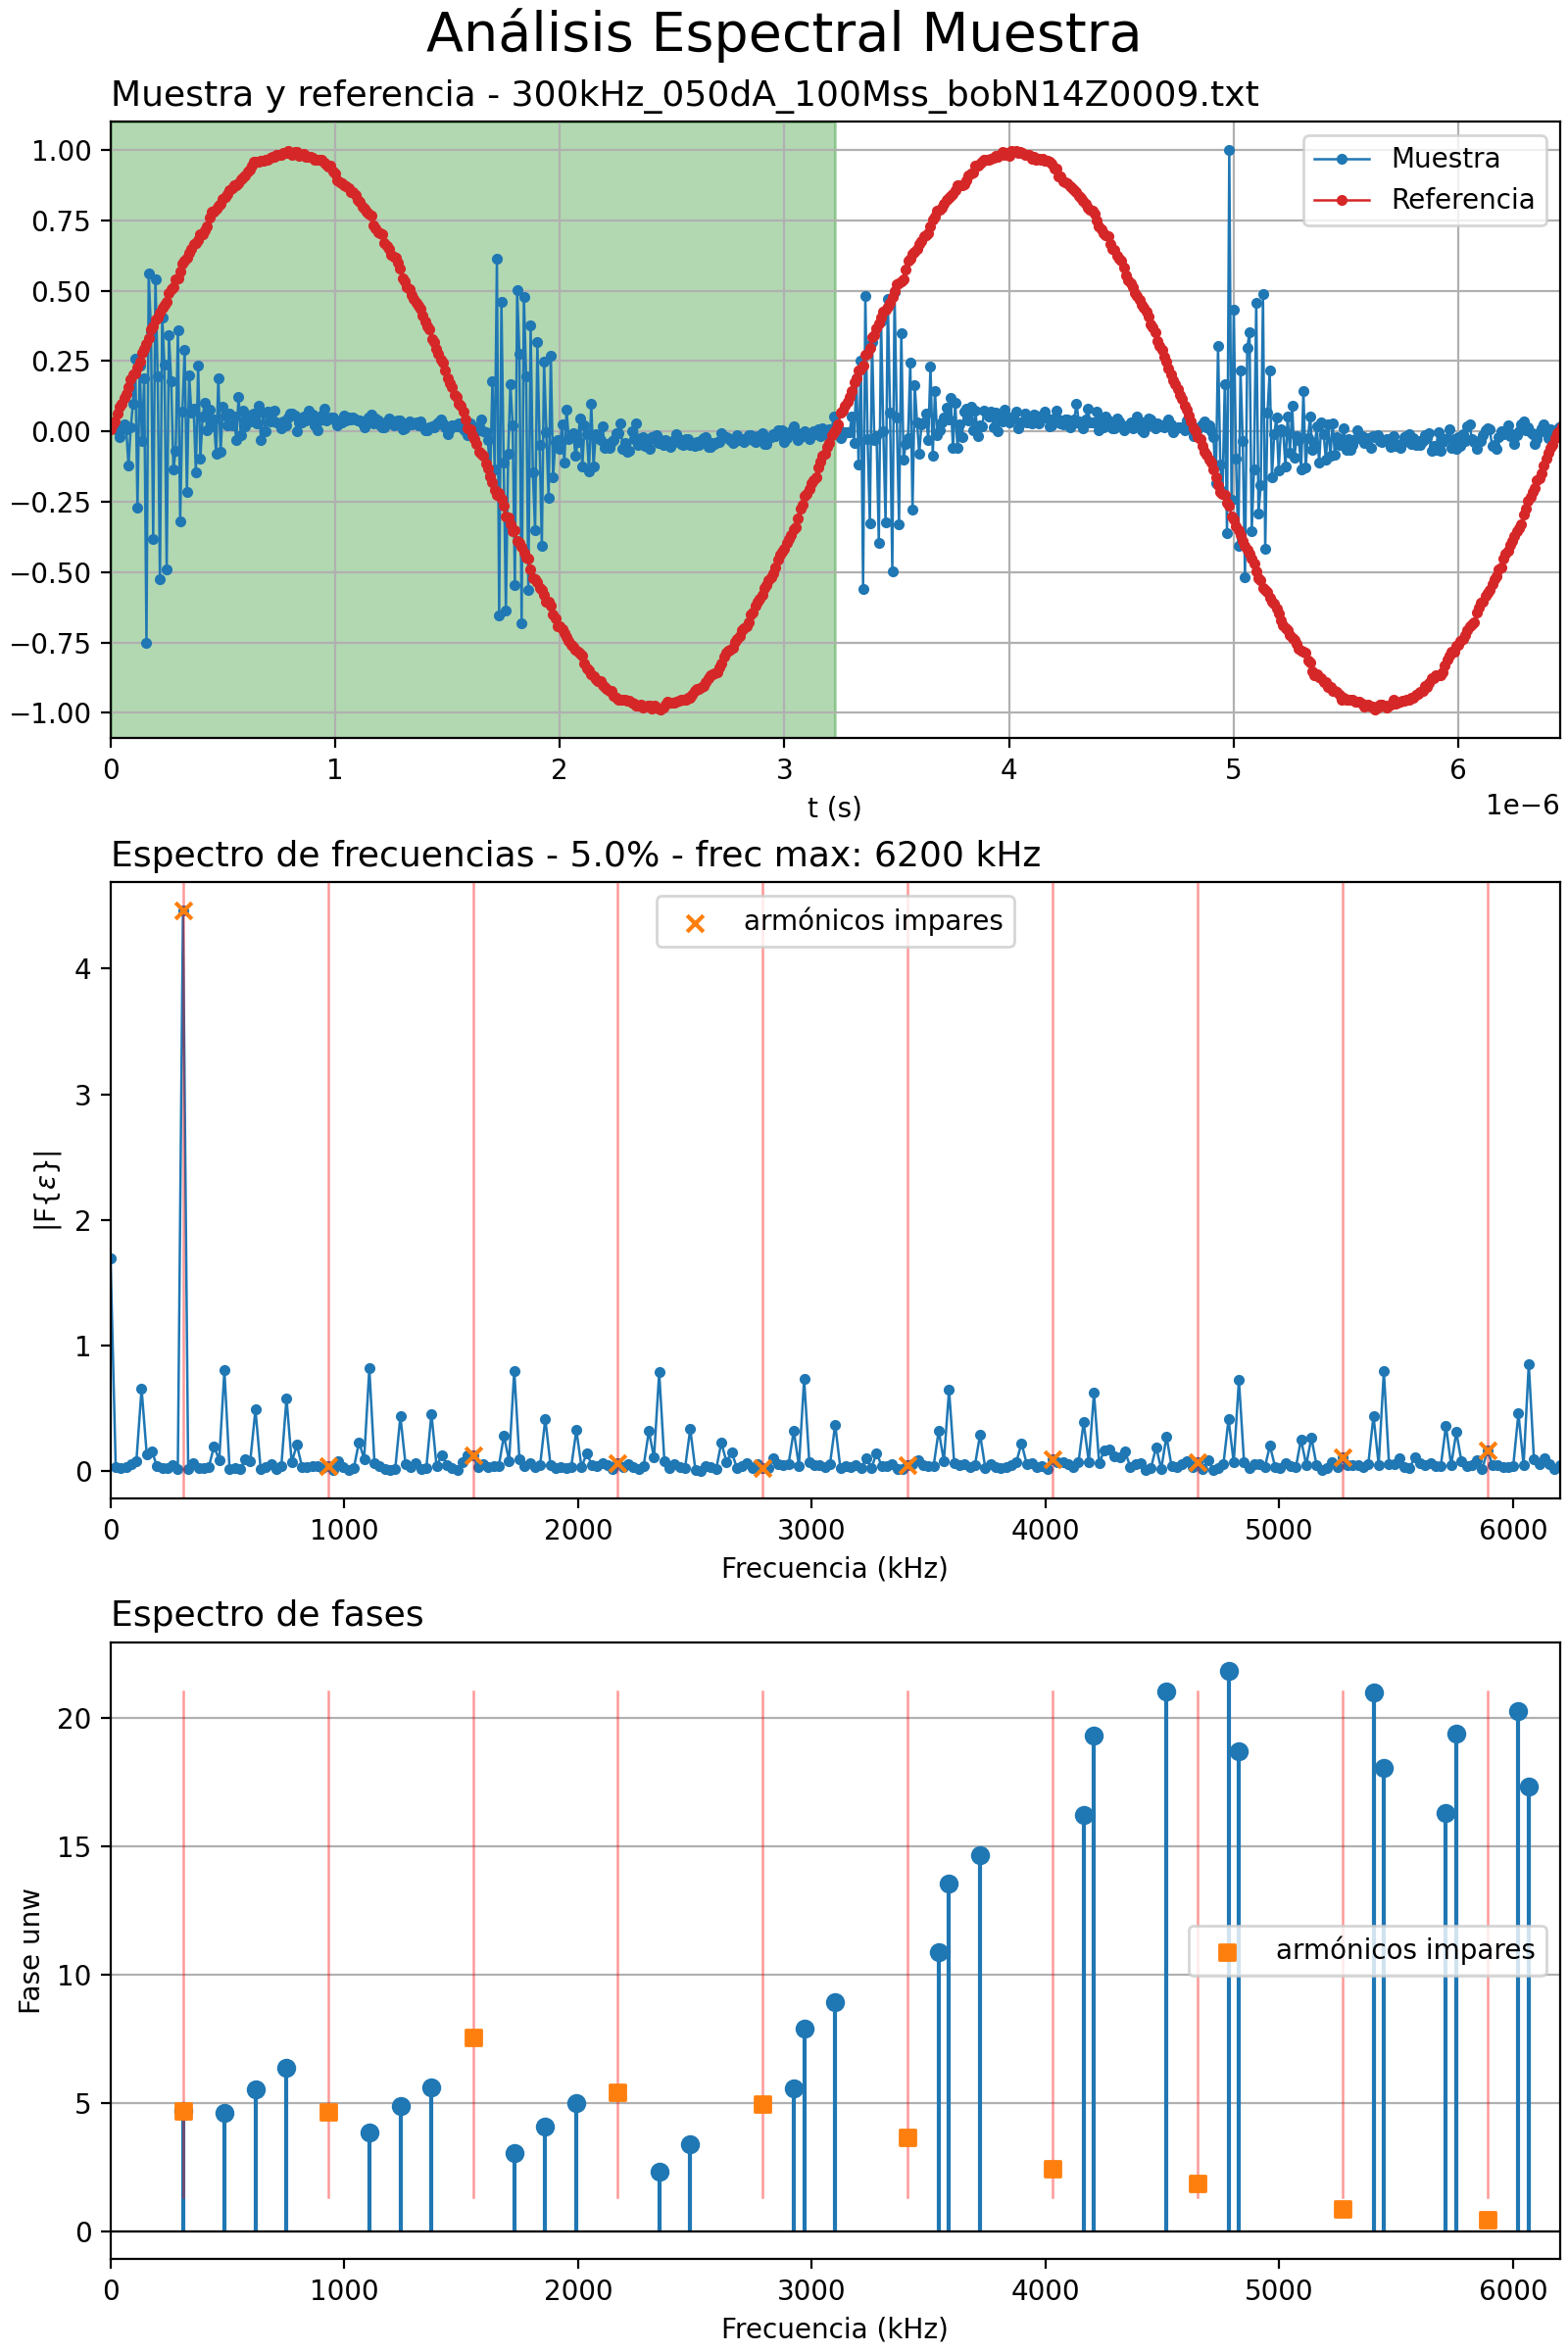 Análisis Espectral Muestra
Muestra y referencia - 300kHz_050dA_100Mss_bobN14Z0009.txt
1.00
0.75
0.50
0.25
0.00
−0.25
−0.50
−0.75
−1.00
Muestra
Referencia
0 1 2 3 4 5 6
t (s)
1e−6
Espectro de frecuencias - 5.0% - frec max: 6200 kHz
armónicos impares
4
3
2
1
0
|F{ε}|
0 1000 2000 3000 4000 5000 6000
Frecuencia (kHz)
Espectro de fases
20
15
10
5
0
Fase unw
armónicos impares
0 1000 2000 3000 4000 5000 6000
Frecuencia (kHz)